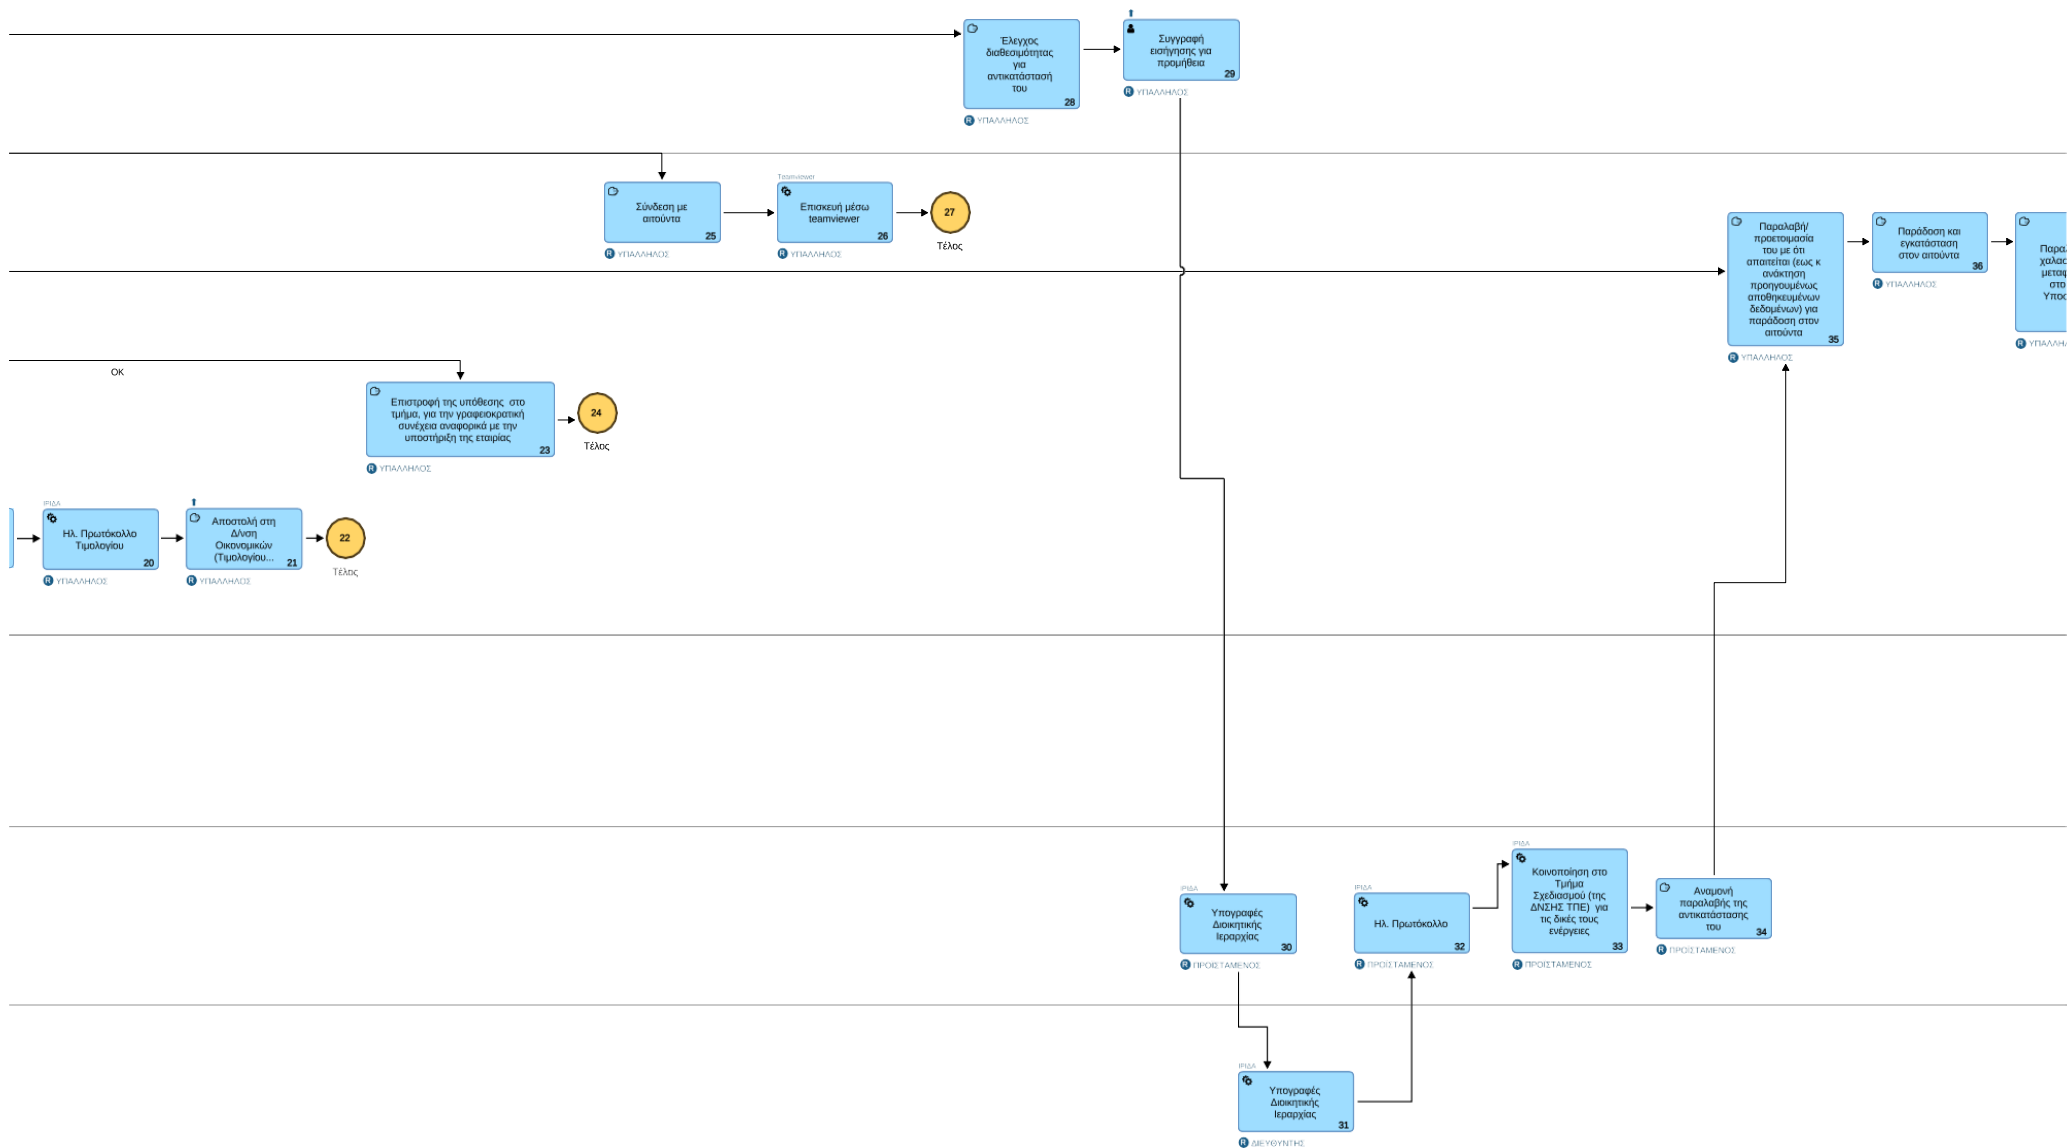 Έλεγχος
διαθεσιμότητας
για
αντικατάστασή
του
28
R ΥΠΑΛΛΗΛΟΣ
Συγγραφή
εισήγησης για
προμήθεια
29
R ΥΠΑΛΛΗΛΟΣ
Σύνδεση με
αιτούντα
25
R ΥΠΑΛΛΗΛΟΣ
Teamviewer
Επισκευή μέσω
teamviewer
26
R ΥΠΑΛΛΗΛΟΣ
27
Τέλος
Παραλαβή/
προετοιμασία
του με ότι
απαιτείται (εως κ
ανάκτηση
προηγουμένως
αποθηκευμένων
δεδομένων) για
παράδοση στον
αιτούντα
35
R ΥΠΑΛΛΗΛΟΣ
Παράδοση και
εγκατάσταση
στον αιτούντα
36
R ΥΠΑΛΛΗΛΟΣ
στο
R
OK
Επιστροφή της υπόθεσης στο
τμήμα, για την γραφειοκρατική
συνέχεια αναφορικά με την
υποστήριξη της εταιρίας
23
R ΥΠΑΛΛΗΛΟΣ
24
Τέλος
ΙΡΙΔΑ
Ηλ. Πρωτόκολλο
Τιμολογίου
20
R ΥΠΑΛΛΗΛΟΣ
Αποστολή στη
Δ/νση
Οικονομικών
(Τιμολογίου...
21
R ΥΠΑΛΛΗΛΟΣ
22
Τέλος
ΙΡΙΔΑ
Υπογραφές
Διοικητικής
Ιεραρχίας
30
R ΠΡΟΪΣΤΑΜΕΝΟΣ
ΙΡΙΔΑ
Ηλ. Πρωτόκολλο
32
R ΠΡΟΪΣΤΑΜΕΝΟΣ
ΙΡΙΔΑ
Κοινοποίηση στο
Τμήμα
Σχεδιασμού (της
ΔΝΣΗΣ ΤΠΕ) για
τις δικές τους
ενέργειες
33
R ΠΡΟΪΣΤΑΜΕΝΟΣ
Αναμονή
παραλαβής της
αντικατάστασης
του
34
R ΠΡΟΪΣΤΑΜΕΝΟΣ
ΙΡΙΔΑ
Υπογραφές
Διοικητικής
Ιεραρχίας
31
R ΔΙΕΥΘΥΝΤΗΣ